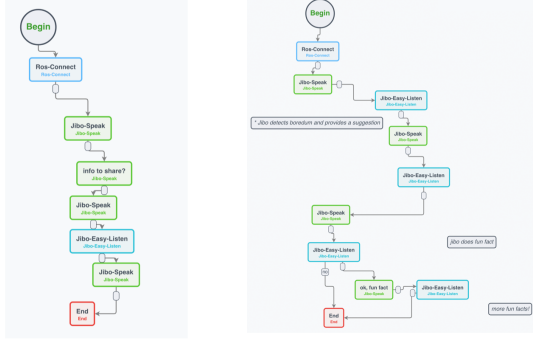 Begin
Ros-Connect
Ros-Connect
Jibo-Speak
Jibo-Speak
info to share?
Jibo-Speak
Jibo-Speak
Jibo-Speak
Jibo-Easy-Listen
Jibo-Easy-Listen
Jibo-Speak
Jibo-Speak
End
End
Begin
Ros-Connect
Ros-Connect
Jibo-Speak
Jibo-Speak
Jibo-Easy-Listen
Jibo-Easy-Listen
* Jibo detects boredum and provides a suggestion
Jibo-Speak
Jibo-Speak
Jibo-Easy-Listen
Jibo-Easy-Listen
Jibo-Speak
Jibo-Speak
jibo does fun fact
Jibo-Easy-Listen
Jibo-Easy-Listen
no
ok, fun fact
Jibo-Speak
Jibo-Easy-Listen
Jibo-Easy-Listen
more fun facts!
End
End